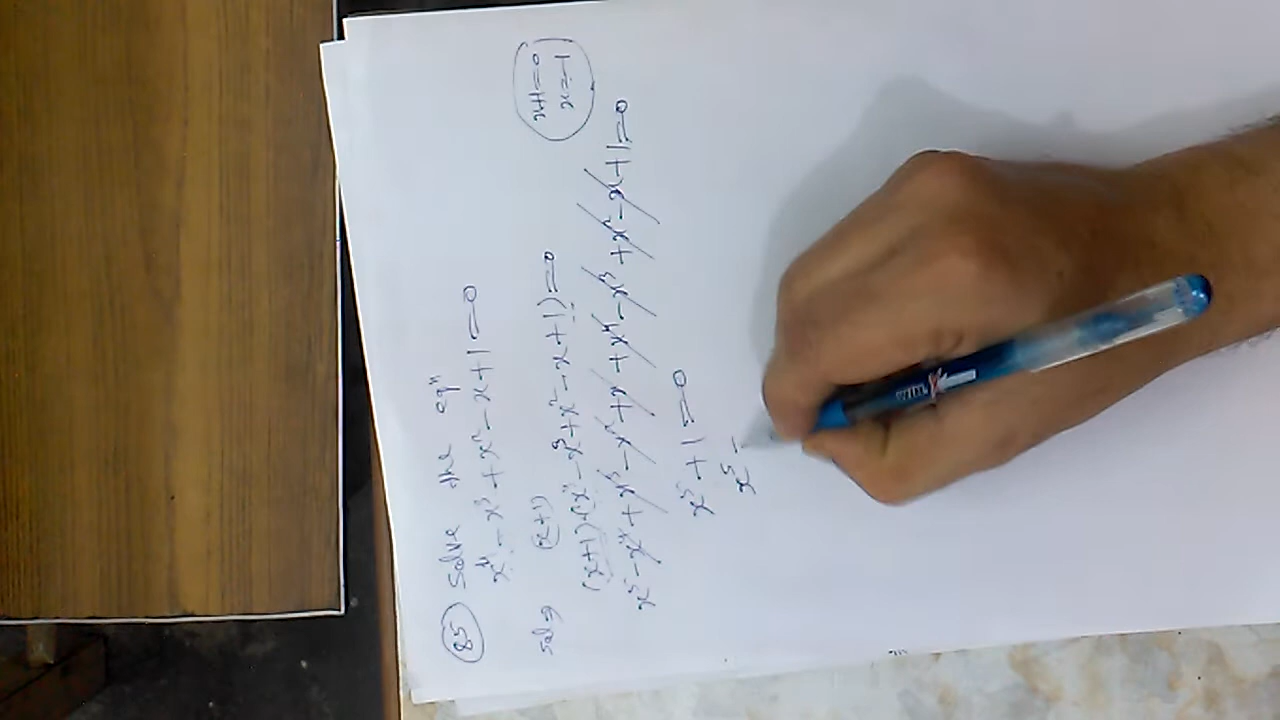 85 Solve the eqⁿ
x⁴ - x³ + x² - x + 1 = 0
Solⁿ → (x+1)
(x+1)(x⁴ - x³ + x² - x + 1) = 0
x+1=0
x=-1
x⁵ - x⁴ + x³ - x² + x + x⁴ - x³ + x² - x + 1 = 0
x⁵ + 1 = 0
x⁵ -